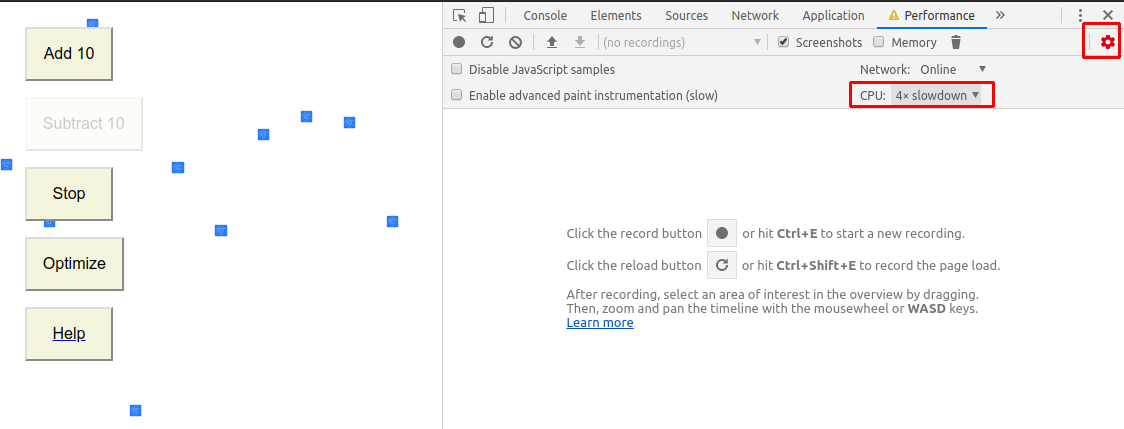 Add 10
Subtract 10
Stop
Optimize
Help
Console Elements Sources Network Application Performance »
(no recordings) Screenshots Memory
Disable JavaScript samples Network: Online
Enable advanced paint instrumentation (slow) CPU: 4× slowdown
Click the record button or hit Ctrl+E to start a new recording.
Click the reload button or hit Ctrl+Shift+E to record the page load.
After recording, select an area of interest in the overview by dragging.
Then, zoom and pan the timeline with the mousewheel or WASD keys.
Learn more